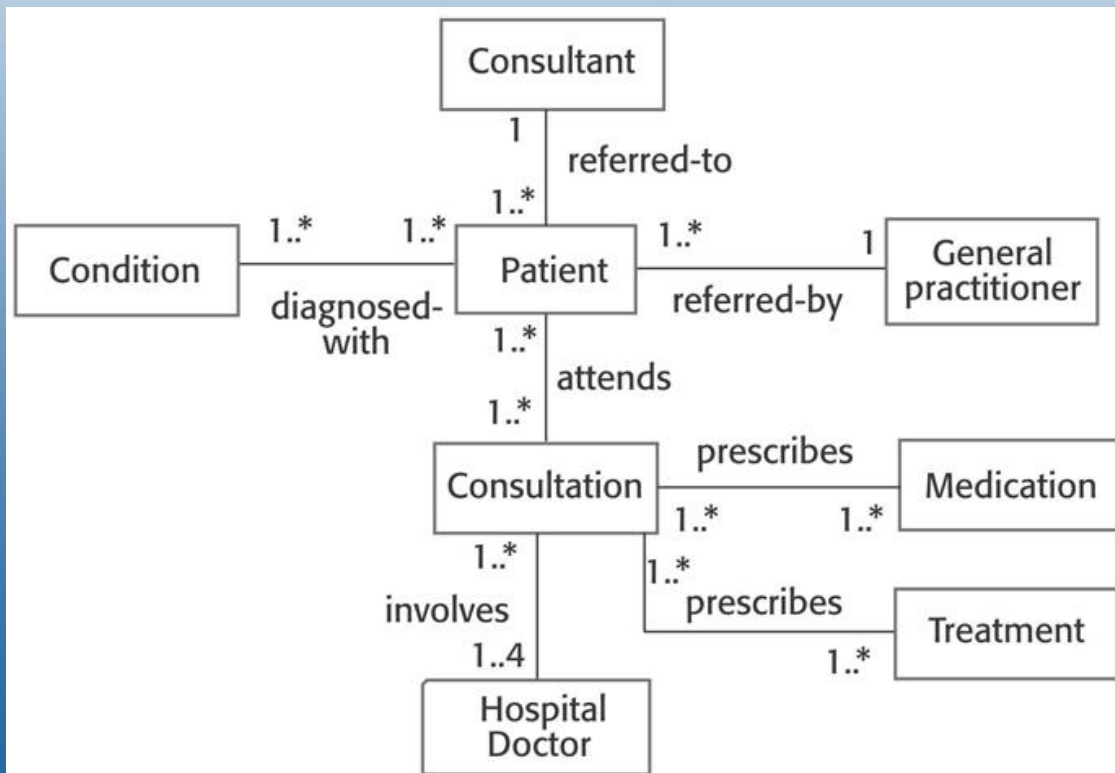 Consultant
1
referred-to
1..*
1..*
1..*
1..*
1
Condition
Patient
General
practitioner
diagnosed-
with
referred-by
1..*
attends
1..*
Consultation
prescribes
Medication
1..*
1..*
1..*
1..*
involves
prescribes
Treatment
1..4
1..*
Hospital
Doctor